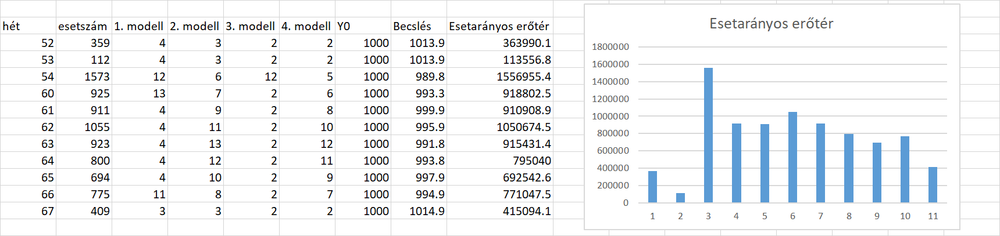 hét esetszám 1. modell 2. modell 3. modell 4. modell Y0 Becslés Esetarányos erőtér
52 359 4 3 2 2 1000 1013.9 363990.1
53 112 4 3 2 2 1000 1013.9 113556.8
54 1573 12 6 12 5 1000 989.8 1556955.4
60 925 13 7 2 6 1000 993.3 918802.5
61 911 4 9 2 8 1000 999.9 910908.9
62 1055 4 11 2 10 1000 995.9 1050674.5
63 923 4 13 2 12 1000 991.8 915431.4
64 800 4 12 2 11 1000 993.8 795040
65 694 4 10 2 9 1000 997.9 692542.6
66 775 11 8 2 7 1000 994.9 771047.5
67 409 3 3 2 2 1000 1014.9 415094.1
Esetarányos erőtér
1800000
1600000
1400000
1200000
1000000
800000
600000
400000
200000
0
1 2 3 4 5 6 7 8 9 10 11